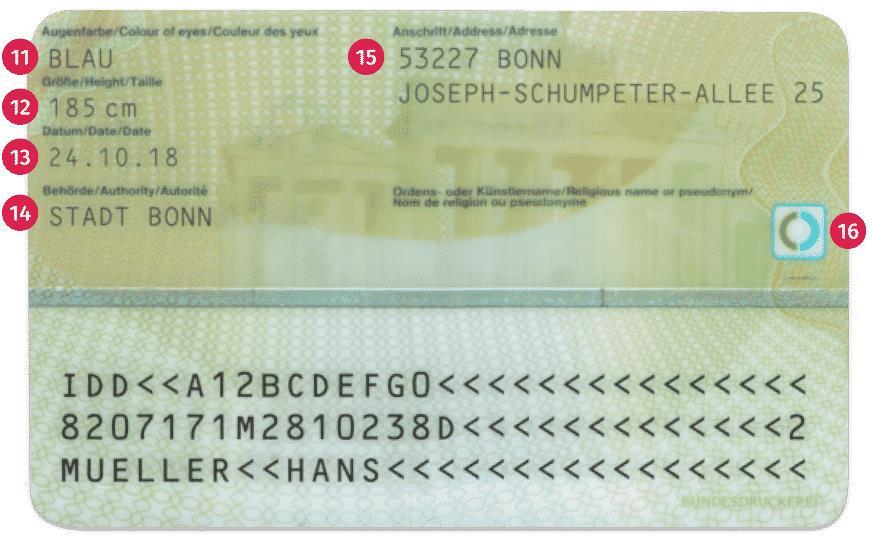 Augenfarbe/Colour of eyes/Couleur des yeux
11 BLAU
Größe/Height/Taille
12 185 cm
Datum/Date/Date
13 24.10.18
Behörde/Authority/Autorité
14 STADT BONN
Anschrift/Address/Adresse
15 53227 BONN
JOSEPH-SCHUMPETER-ALLEE 25
Ordens- oder Künstlername/Religious name or pseudonym/
Nom de religion ou pseudonyme
16
IDD<<A12BCDEFG0<<<<<<<<<<<<<<<
8207171M2810238D<<<<<<<<<<<<<2
MUELLER<<HANS<<<<<<<<<<<<<<<<<
BUNDESDRUCKEREI